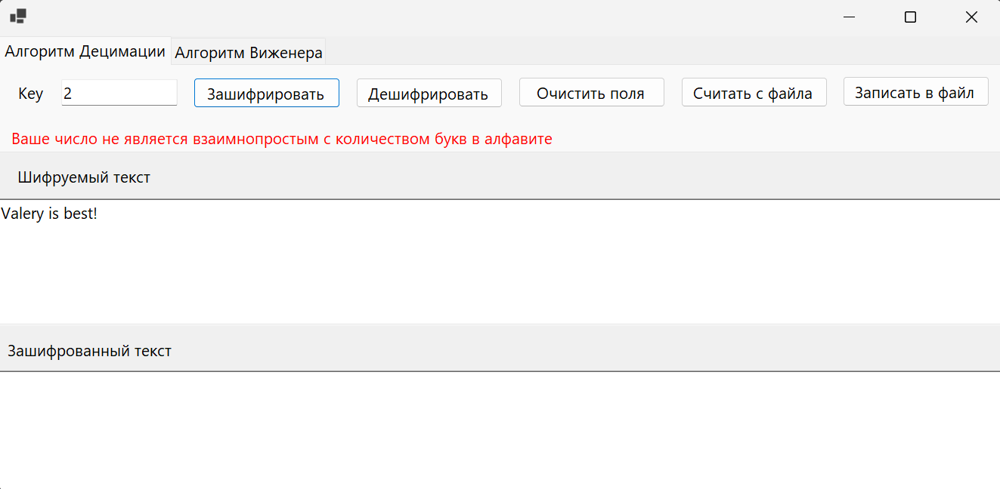 Алгоритм Децимации Алгоритм Виженера
Key 2 Зашифрировать Дешифрировать Очистить поля Считать с файла Записать в файл
Ваше число не является взаимнопростым с количеством букв в алфавите
Шифруемый текст
Valery is best!
Зашифрованный текст